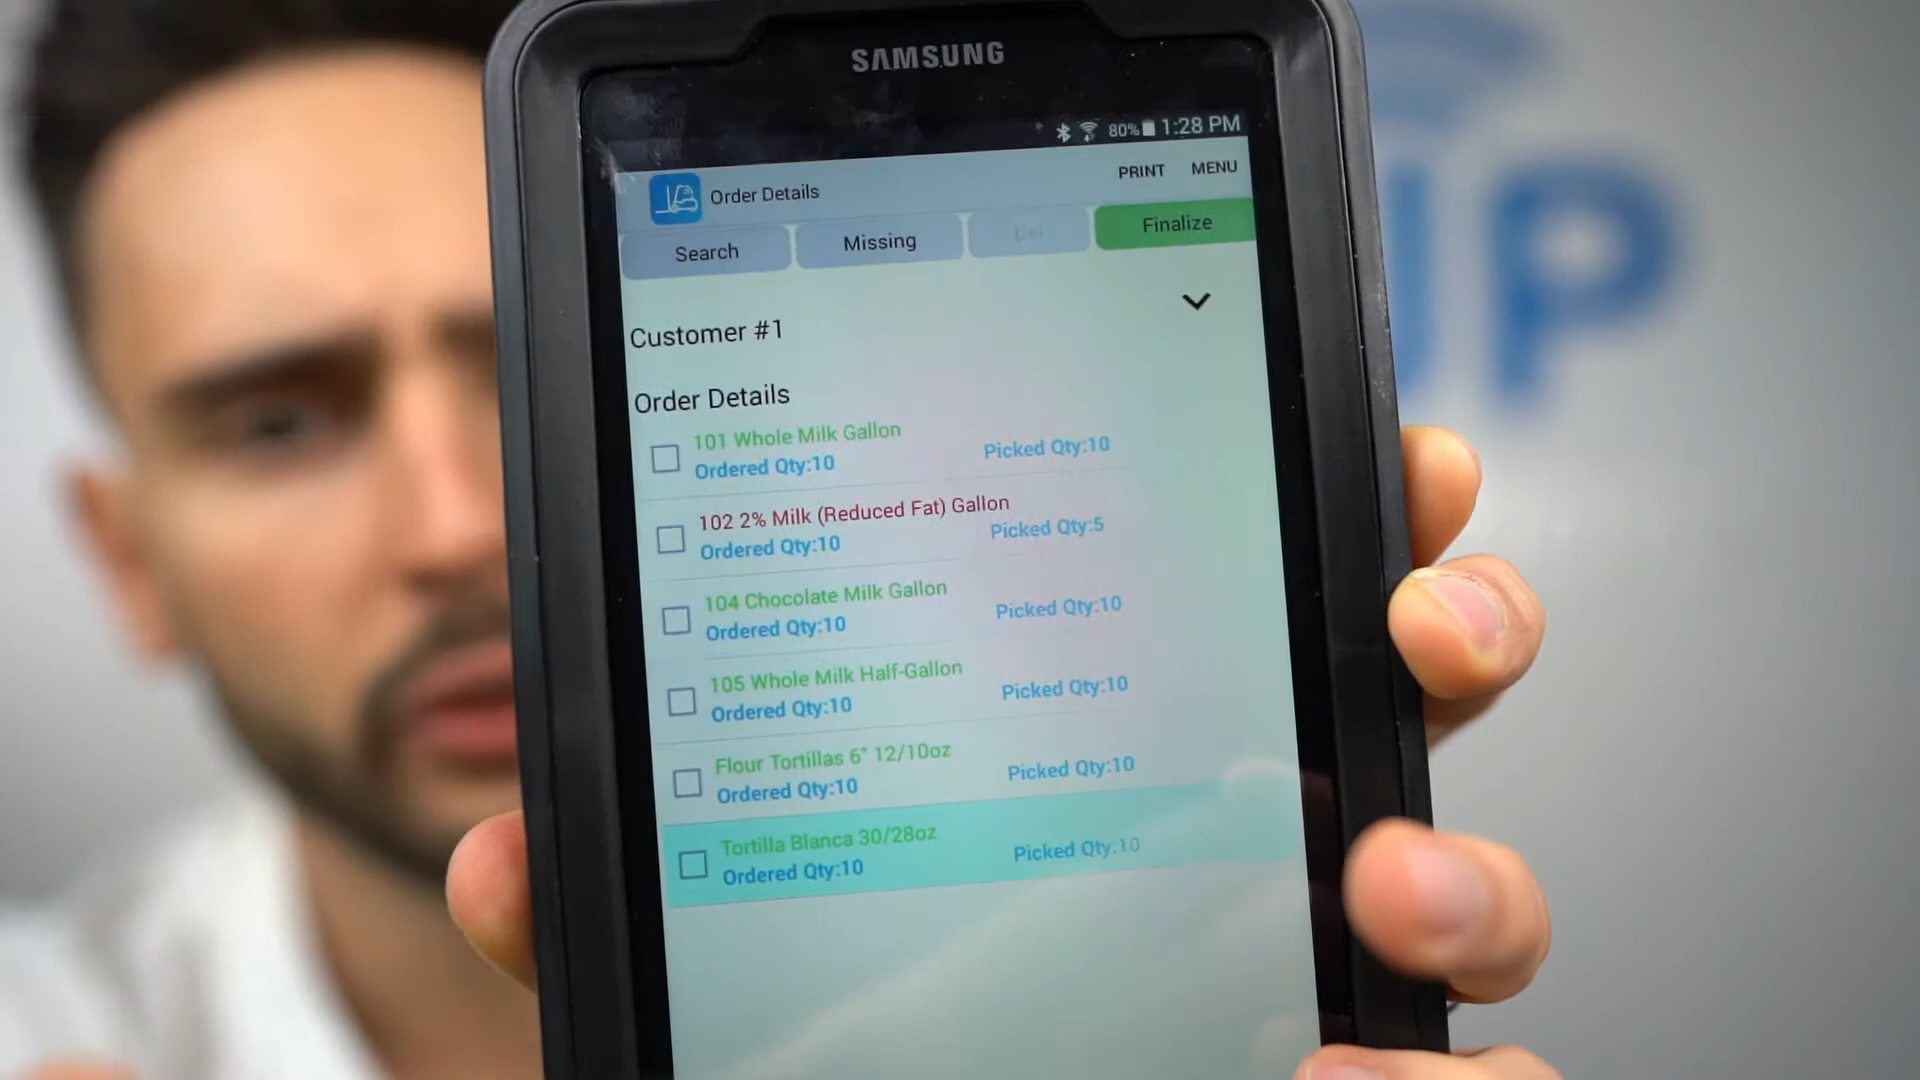 SAMSUNG
80% 1:28 PM
Order Details PRINT MENU
Search Missing Del Finalize
Customer #1
Order Details
101 Whole Milk Gallon
Ordered Qty:10 Picked Qty:10
102 2% Milk (Reduced Fat) Gallon
Ordered Qty:10 Picked Qty:5
104 Chocolate Milk Gallon
Ordered Qty:10 Picked Qty:10
105 Whole Milk Half-Gallon
Ordered Qty:10 Picked Qty:10
Flour Tortillas 6" 12/10oz
Ordered Qty:10 Picked Qty:10
Tortilla Blanca 30/28oz
Ordered Qty:10 Picked Qty:10